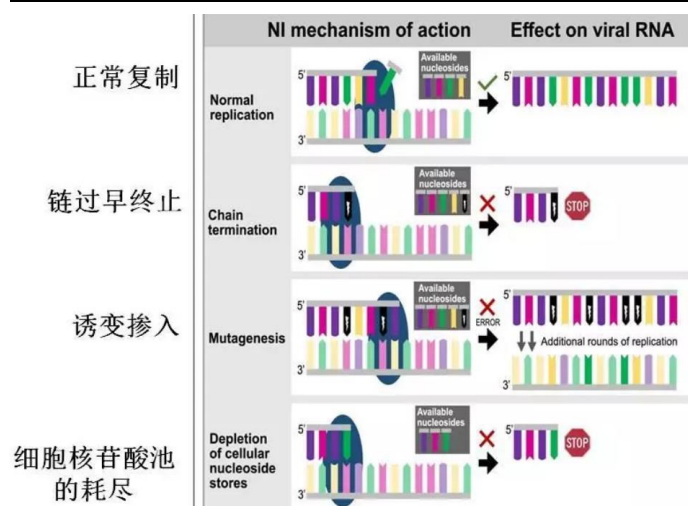 NI mechanism of action Effect on viral RNA
正常复制
Normal
replication
5'
3'
Available
nucleosides
5'
链过早终止
Chain
termination
5'
3'
Available
nucleosides
5'
STOP
诱变掺入
Mutagenesis
5'
3'
Available
nucleosides
ERROR
5'
Additional rounds of replication
3'
细胞核苷酸池
的耗尽
Depletion
of cellular
nucleoside
stores
5'
3'
Available
nucleosides
5'
STOP